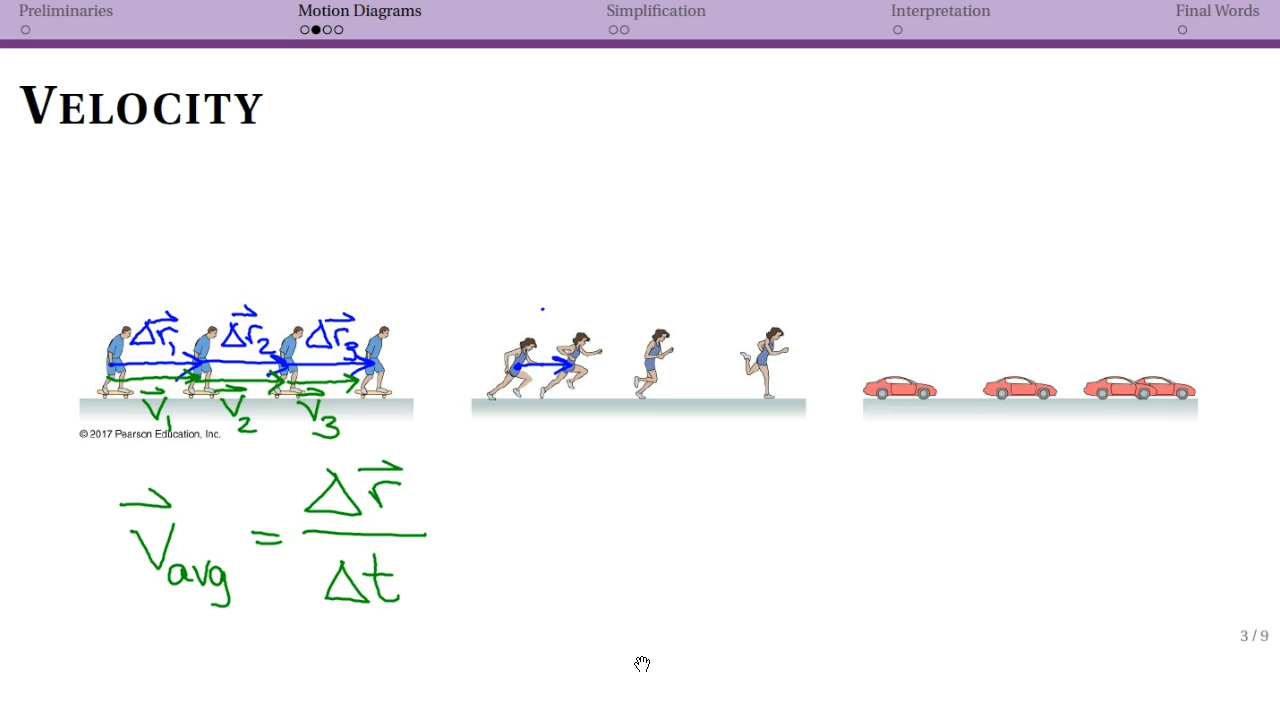 Preliminaries Motion Diagrams Simplification Interpretation Final Words
VELOCITY
Δr⃗₁ Δr⃗₂ Δr⃗₃
v⃗₁ v⃗₂ v⃗₃
© 2017 Pearson Education, Inc.
v⃗avg = Δr⃗ / Δt
3 / 9